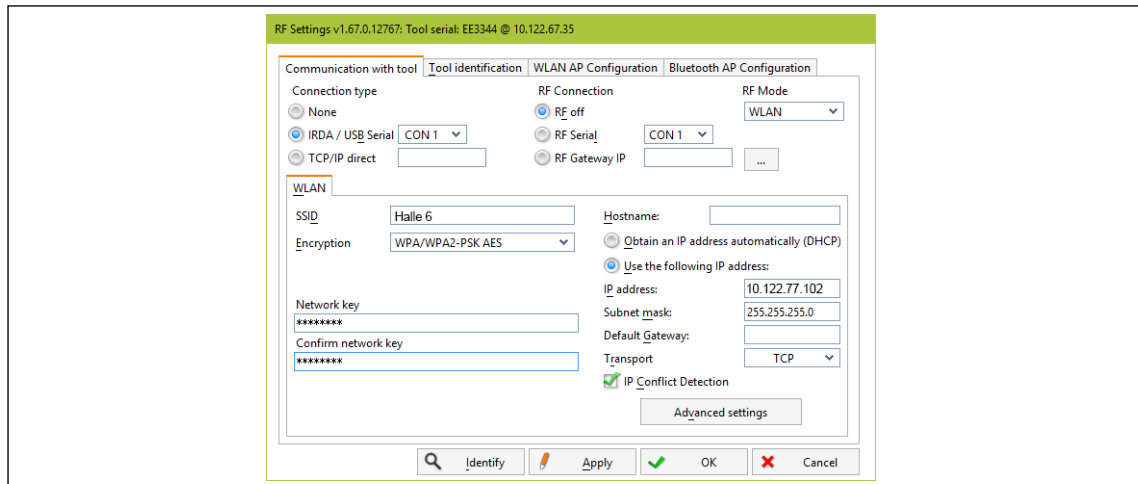 RF Settings v1.67.0.12767: Tool serial: EE3344 @ 10.122.67.35
Communication with tool Tool identification WLAN AP Configuration Bluetooth AP Configuration
Connection type RF Connection RF Mode
None RF off WLAN
IRDA / USB Serial CON 1 RF Serial CON 1
TCP/IP direct RF Gateway IP ...
WLAN
SSID Halle 6 Hostname:
Encryption WPA/WPA2-PSK AES Obtain an IP address automatically (DHCP)
Use the following IP address:
IP address: 10.122.77.102
Network key Subnet mask: 255.255.255.0
******** Default Gateway:
Confirm network key Transport TCP
******** IP Conflict Detection
Advanced settings
Identify Apply OK Cancel